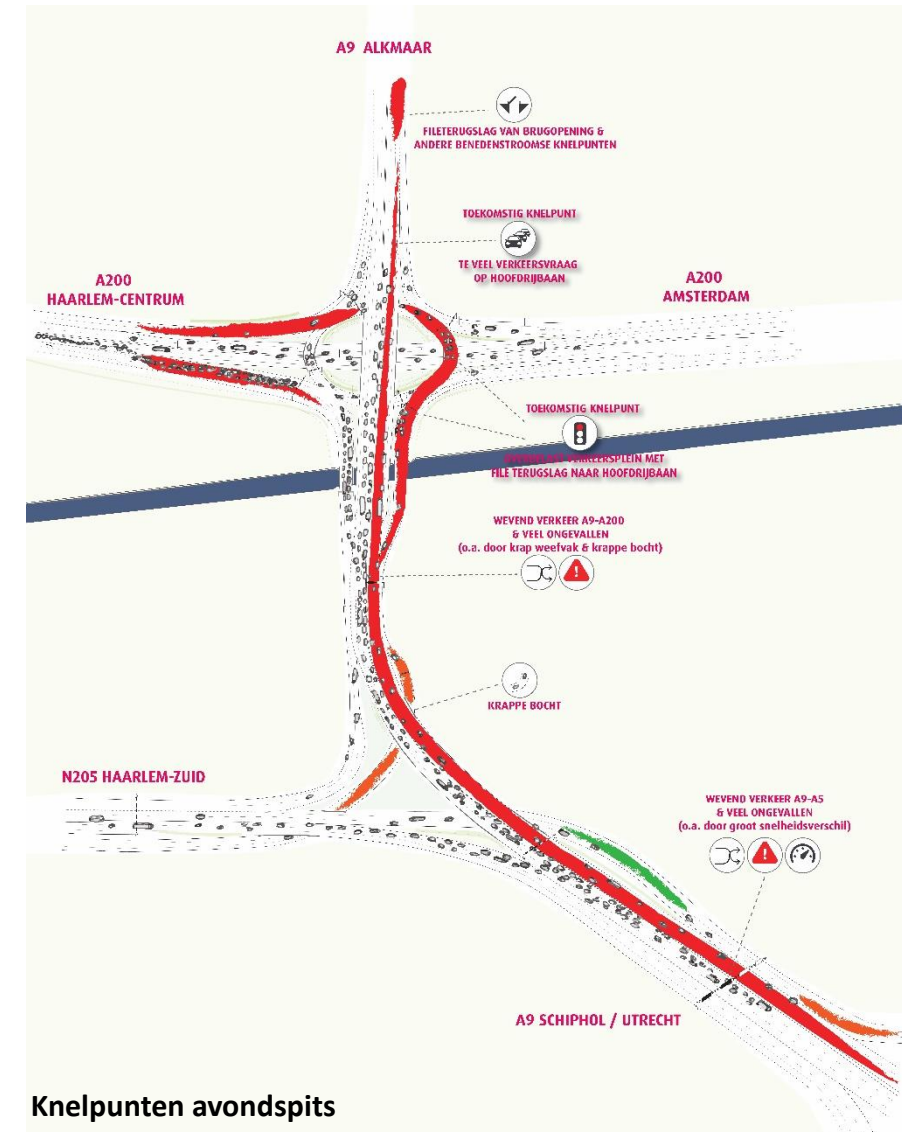 A9 ALKMAAR
FILETERUGSLAG VAN BRUGOPENING &
ANDERE BENEDENSTROOMSE KNELPUNTEN
TOEKOMSTIG KNELPUNT
TE VEEL VERKEERSVRAAG
OP HOOFDRIJBAAN
A200
HAARLEM-CENTRUM
A200
AMSTERDAM
TOEKOMSTIG KNELPUNT
VERKEERSPLEIN MET
FILE TERUGSLAG NAAR HOOFDRIJBAAN
WEVEND VERKEER A9-A200
& VEEL ONGEVALLEN
(o.a. door krap weefvak & krappe bocht)
KRAPPE BOCHT
N205 HAARLEM-ZUID
WEVEND VERKEER A9-A5
& VEEL ONGEVALLEN
(o.a. door groot snelheidsverschil)
A9 SCHIPHOL / UTRECHT
Knelpunten avondspits